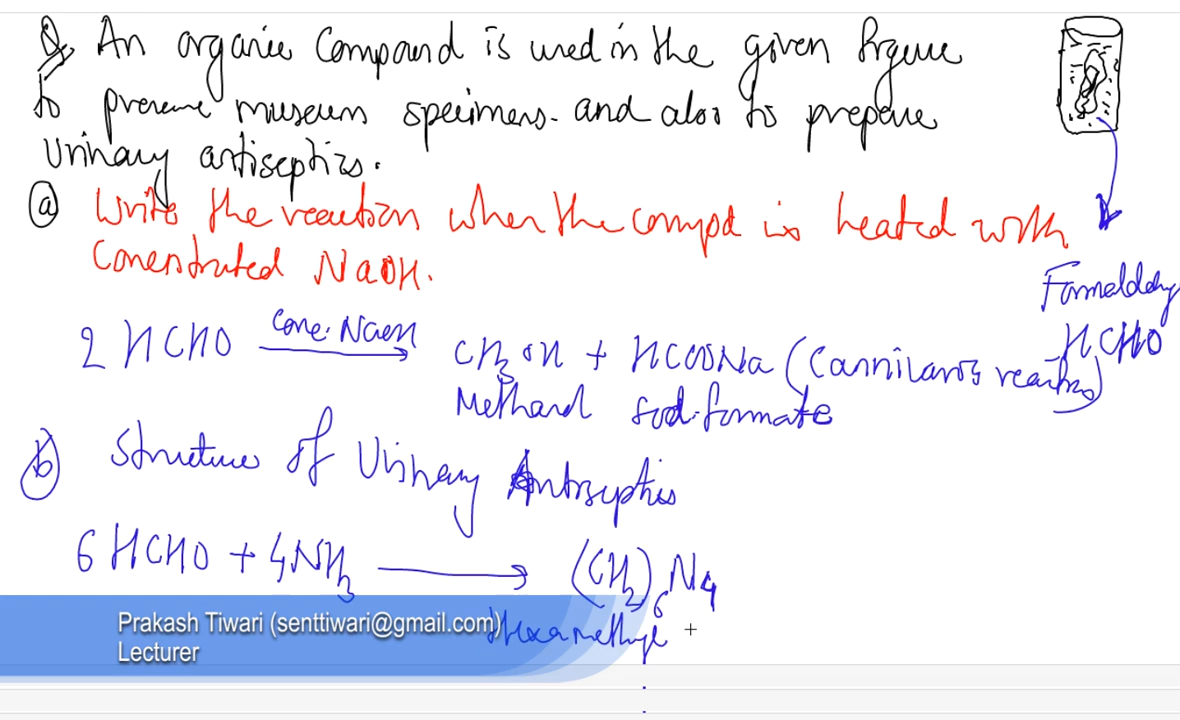 Q. An organic Compound is used in the given figure
to preserve museum specimens. and also to prepare
Urinary antiseptics.
(a) Write the reaction when the compd is heated with
Concentrated NaOH.
Formaldehy
HCHO
2 HCHO Conc. NaOH CH3OH + HCOONa (Cannizaro's reaction)
Methanol Sod. formate
(b) Structure of Urinary Antiseptics
6 HCHO + 4NH3 (CH2)6 N4
Hexamethyl
Prakash Tiwari (senttiwari@gmail.com)
Lecturer